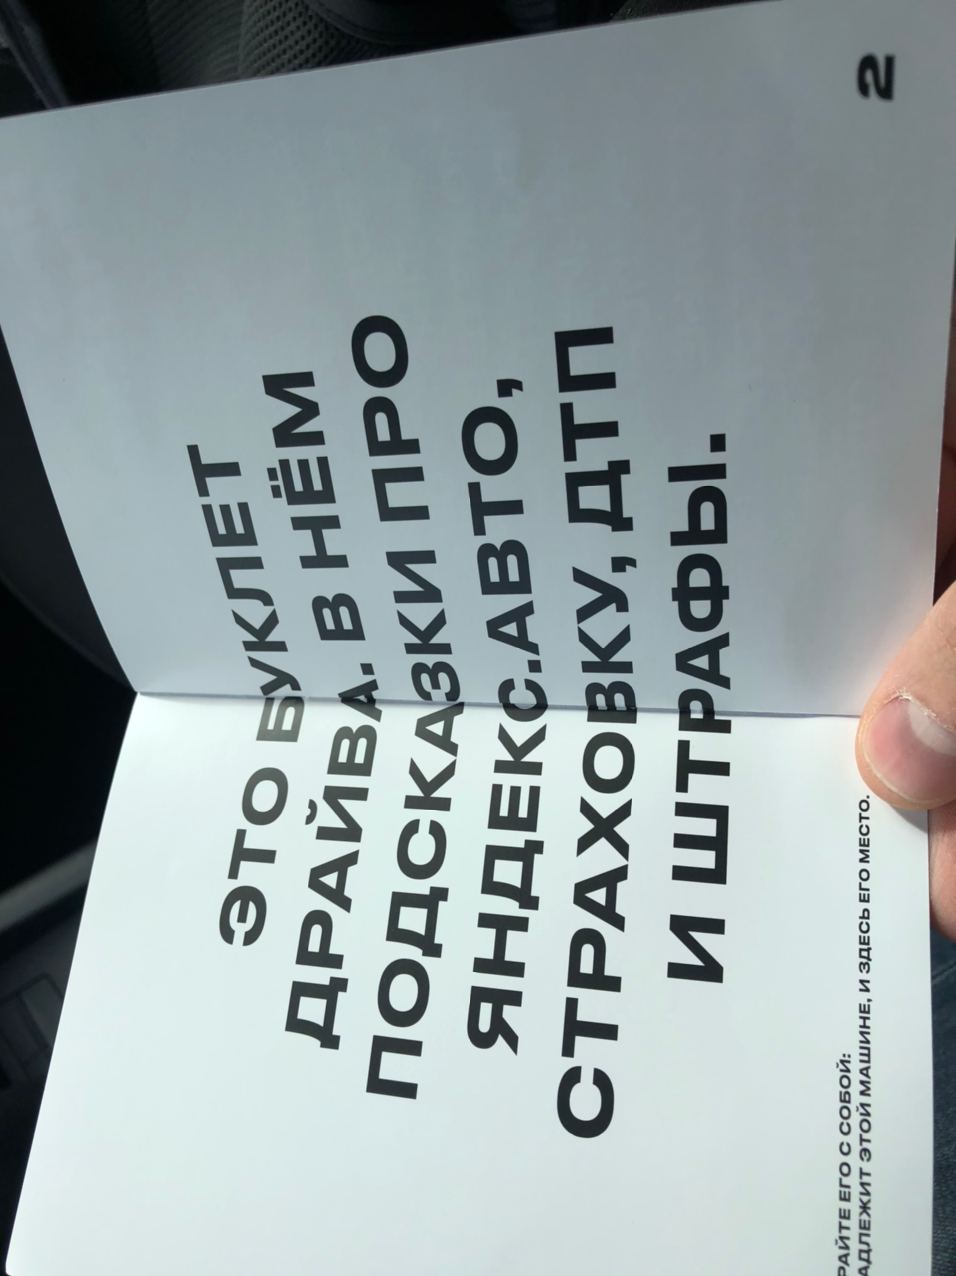 ЭТО БУКЛЕТ
ДРАЙВА. В НЁМ
ПОДСКАЗКИ ПРО
ЯНДЕКС.АВТО,
СТРАХОВКУ, ДТП
И ШТРАФЫ.
ЕГО С СОБОЙ:
ЭТОЙ МАШИНЕ, И ЗДЕСЬ ЕГО МЕСТО.
2